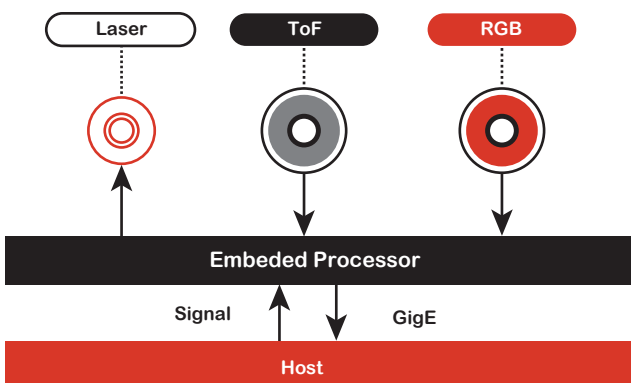 Laser
ToF
RGB
Embeded Processor
Signal
GigE
Host